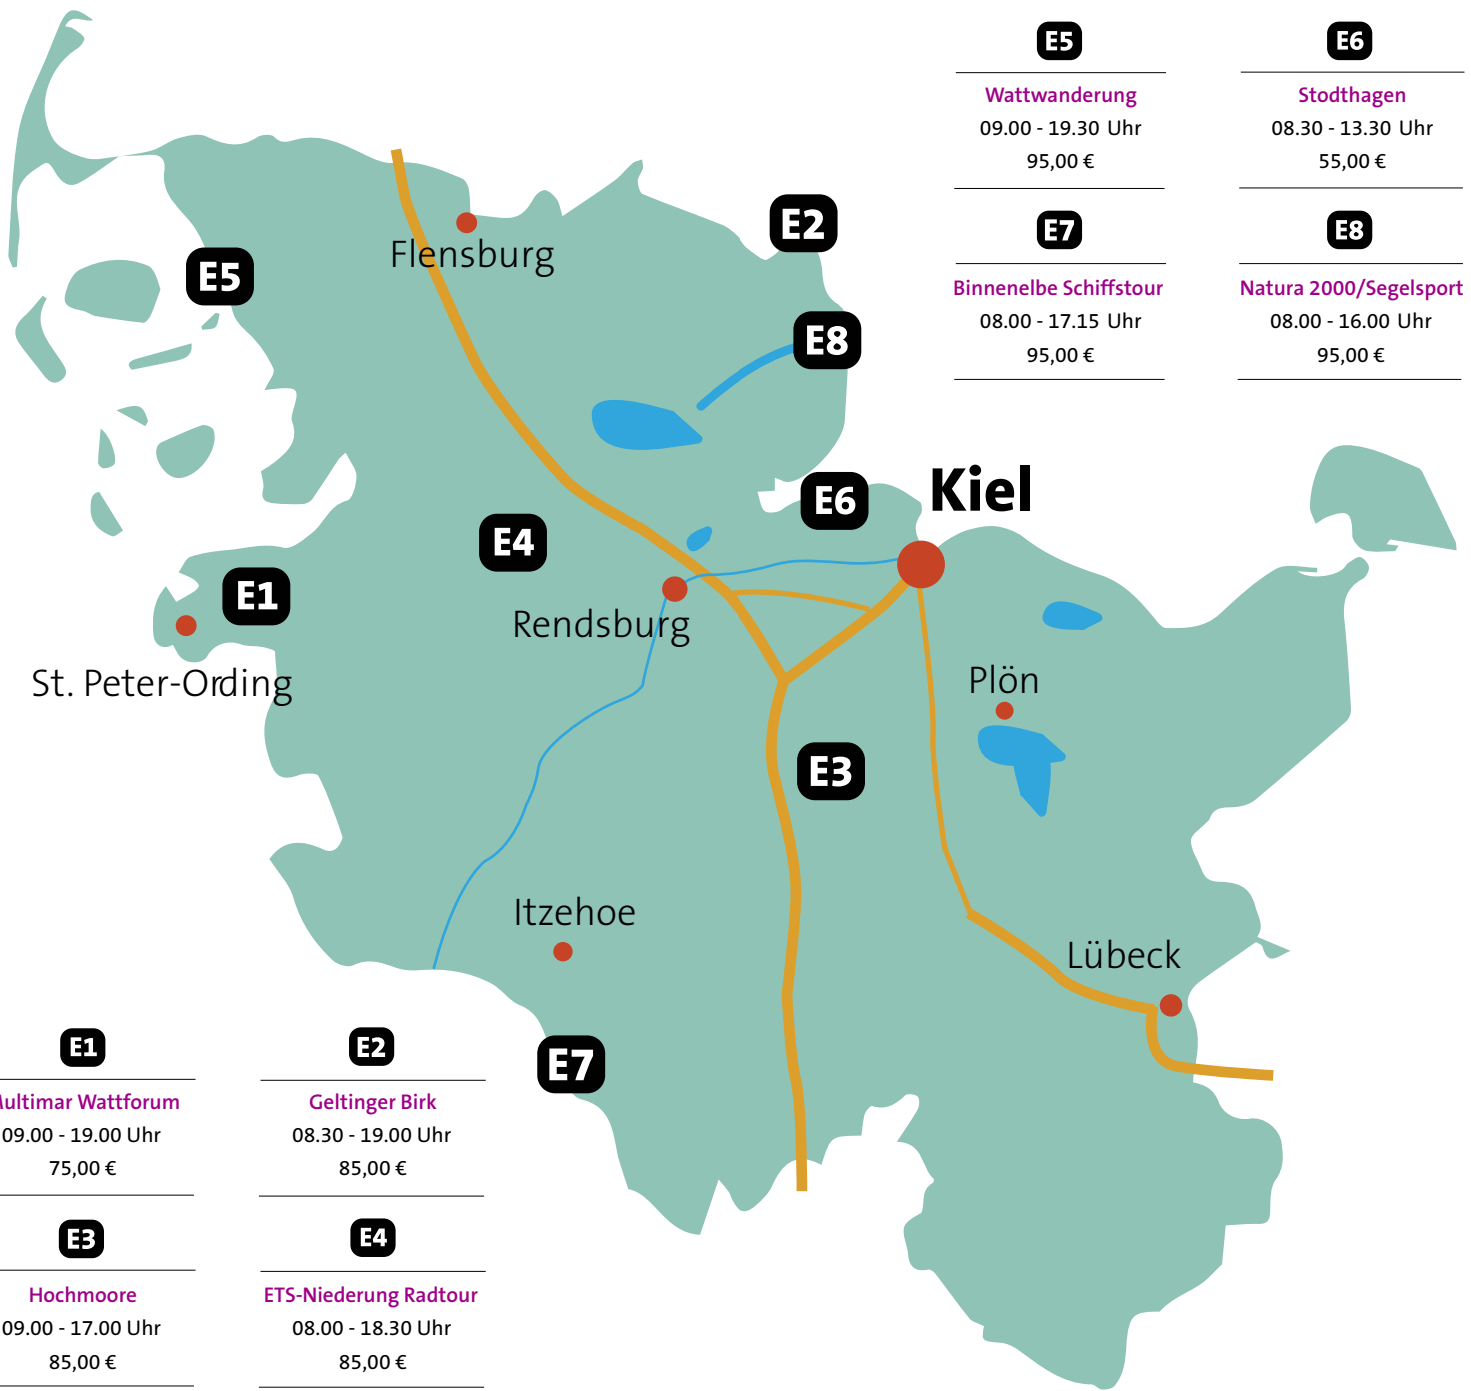 E5
Wattwanderung
09.00 - 19.30 Uhr
95,00 €
E6
Stodthagen
08.30 - 13.30 Uhr
55,00 €
E7
Binnenelbe Schiffstour
08.00 - 17.15 Uhr
95,00 €
E8
Natura 2000/Segelsport
08.00 - 16.00 Uhr
95,00 €
E2
Flensburg
E5
E8
Kiel
E6
E4
E1
Rendsburg
St. Peter-Ording
Plön
E3
Itzehoe
Lübeck
E7
E1
ultimar Wattforum
09.00 - 19.00 Uhr
75,00 €
E2
Geltinger Birk
08.30 - 19.00 Uhr
85,00 €
E3
Hochmoore
09.00 - 17.00 Uhr
85,00 €
E4
ETS-Niederung Radtour
08.00 - 18.30 Uhr
85,00 €